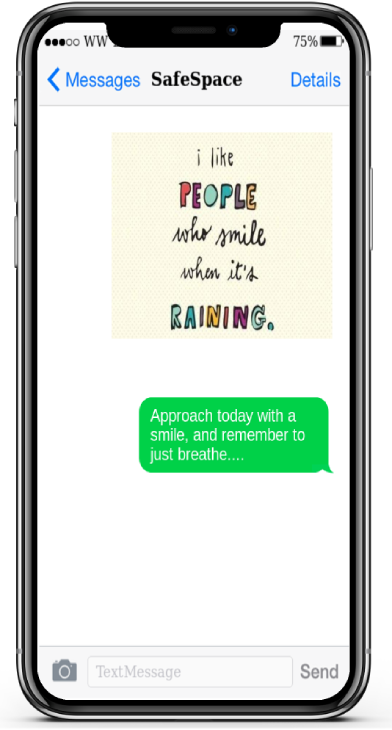 WW
75%
Messages SafeSpace Details
i like
PEOPLE
who smile
when it's
RAINING.
Approach today with a
smile, and remember to
just breathe....
TextMessage Send